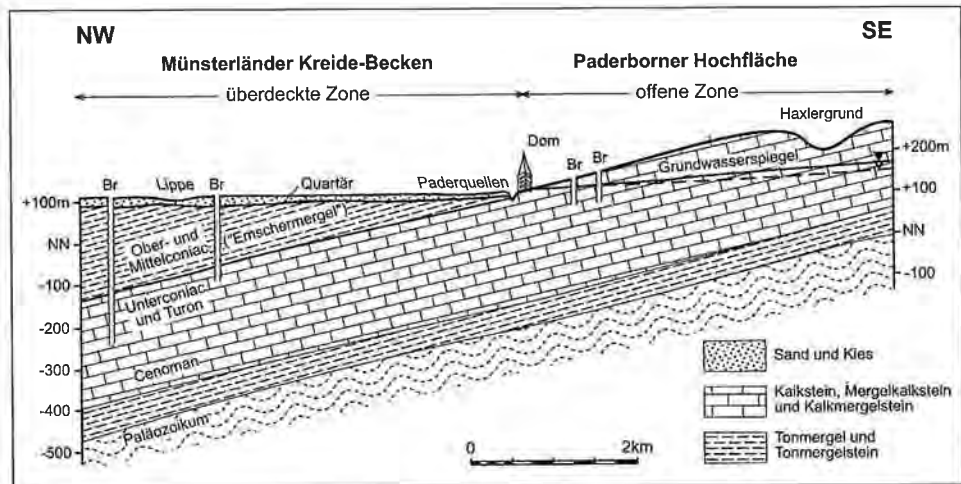 NW
SE
Münsterländer Kreide-Becken
Paderborner Hochfläche
überdeckte Zone
offene Zone
Haxlergrund
Dom
+200m
Br
Br
Grundwasserspiegel
Br
Lippe
Br
Quartär
Paderquellen
+100m
+100
Ober- und
Mittelconiac
("Emschermergel")
NN
NN
-100
-100
Unterconiac
und Turon
-200
-300
Cenoman
-400
Paläozoikum
-500
0
2km
Sand und Kies
Kalkstein, Mergelkalkstein
und Kalkmergelstein
Tonmergel und
Tonmergelstein